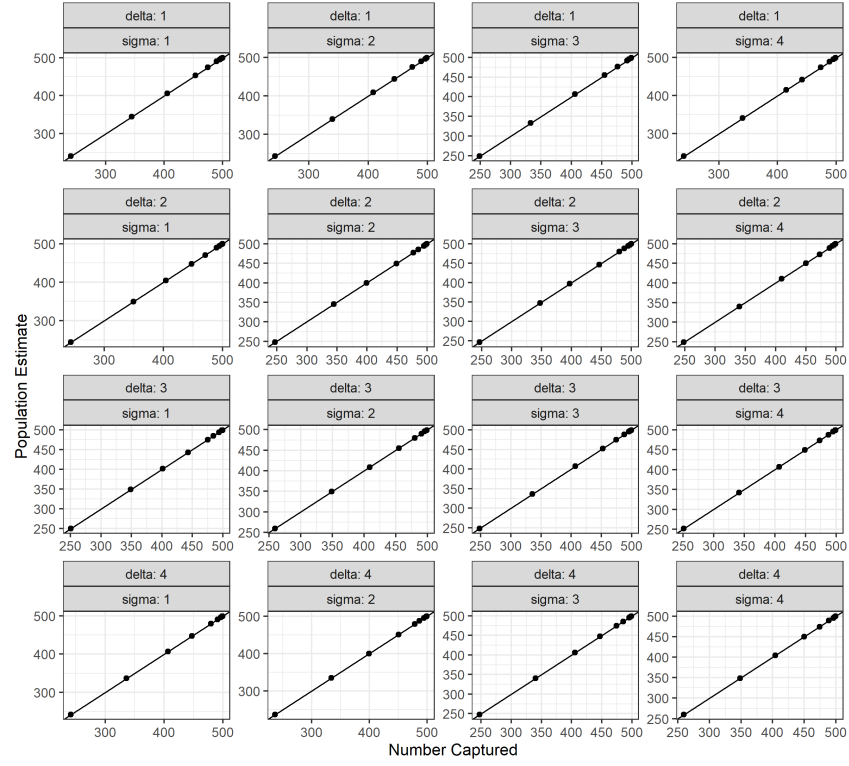 delta: 1 delta: 1 delta: 1 delta: 1
sigma: 1 sigma: 2 sigma: 3 sigma: 4
500 500 500 500
450
400 400 400 400
350
300 300 300 300
250
300 400 500 300 400 500 250 300 350 400 450 500 300 400 500
delta: 2 delta: 2 delta: 2 delta: 2
sigma: 1 sigma: 2 sigma: 3 sigma: 4
500 500 500 500
450 450 450
400 400 400 400
350 350 350
300 300 300 300
250 250 250
300 400 500 250 300 350 400 450 500 250 300 350 400 450 500 250 300 350 400 450 500
Population Estimate
delta: 3 delta: 3 delta: 3 delta: 3
sigma: 1 sigma: 2 sigma: 3 sigma: 4
500 500 500 500
450 450 450 450
400 400 400 400
350 350 350 350
300 300 300 300
250 250 250 250
250 300 350 400 450 500 250 300 350 400 450 500 250 300 350 400 450 500 250 300 350 400 450 500
delta: 4 delta: 4 delta: 4 delta: 4
sigma: 1 sigma: 2 sigma: 3 sigma: 4
500 500 500 500
450 450
400 400 400 400
350 350
300 300 300 300
250 250
300 400 500 300 400 500 250 300 350 400 450 500 250 300 350 400 450 500
Number Captured